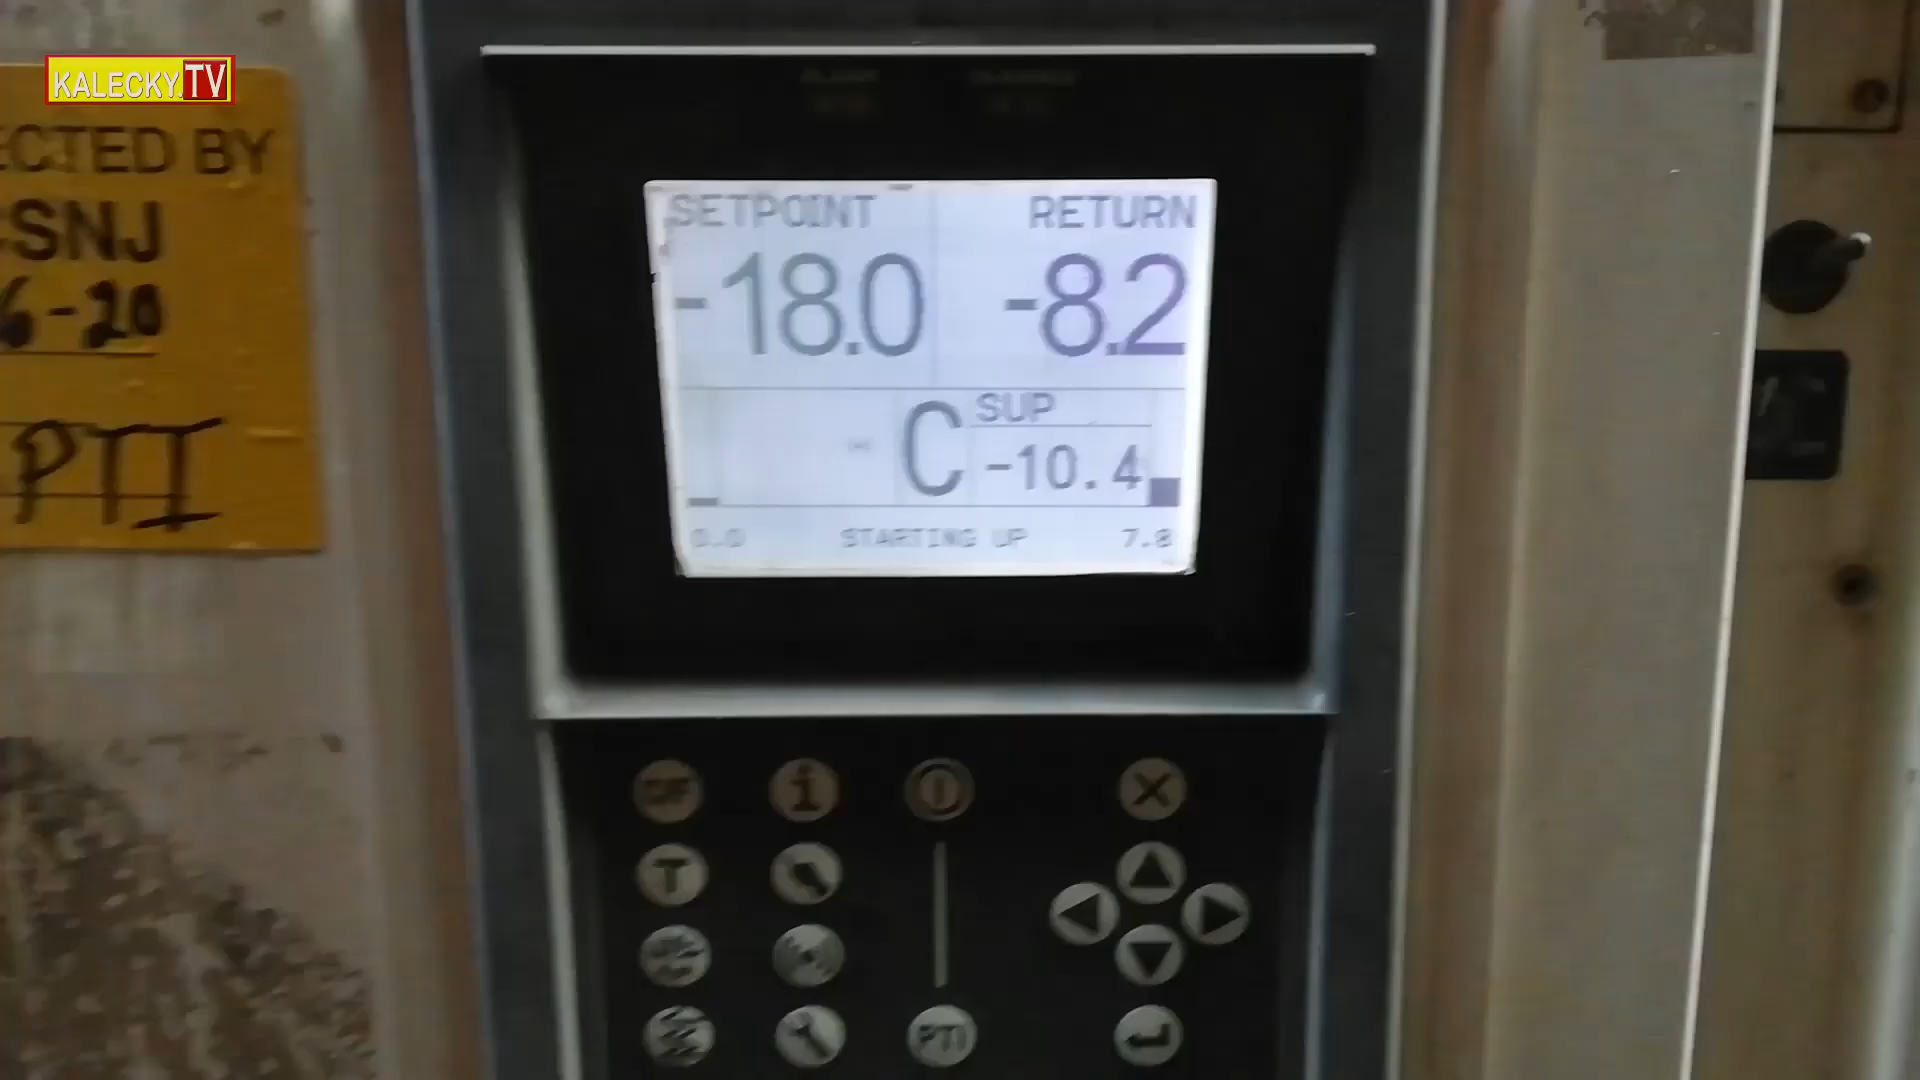 KALECKY.TV
ECTED BY
CSNJ
6-20
PTI
SETPOINT RETURN
-18.0 -8.2
C SUP
-10.4
0.0 STARTING UP 7.8
i
T
PTI